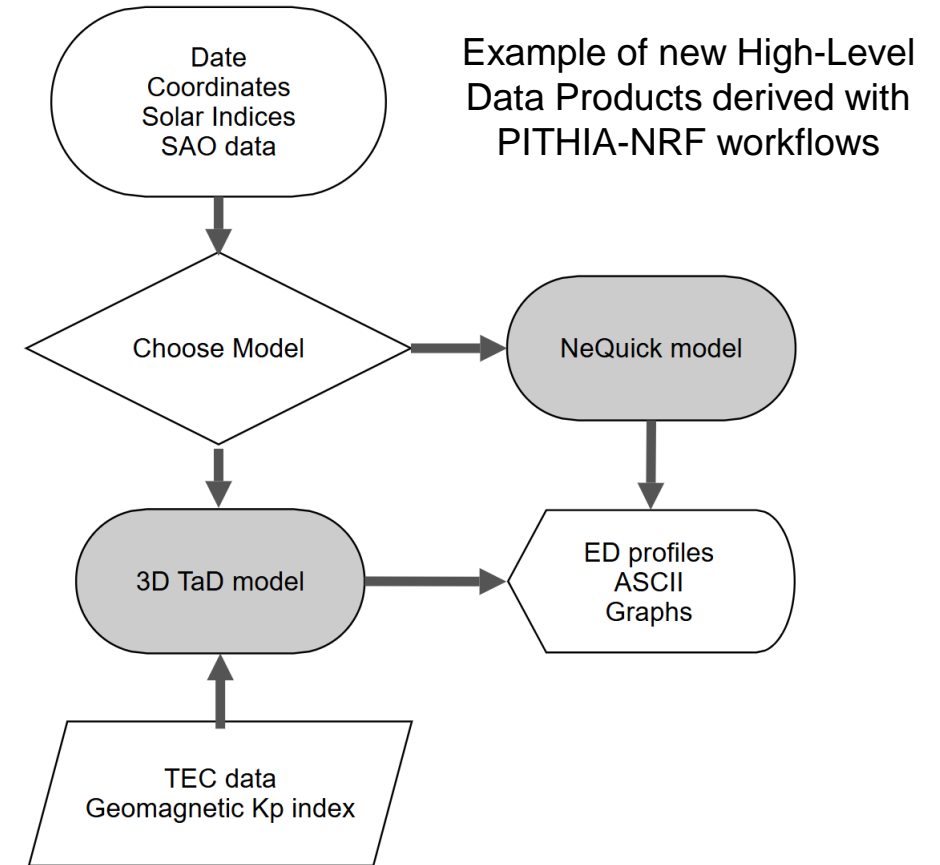 Date
Coordinates
Solar Indices
SAO data
Example of new High-Level
Data Products derived with
PITHIA-NRF workflows
Choose Model
NeQuick model
3D TaD model
ED profiles
ASCII
Graphs
TEC data
Geomagnetic Kp index